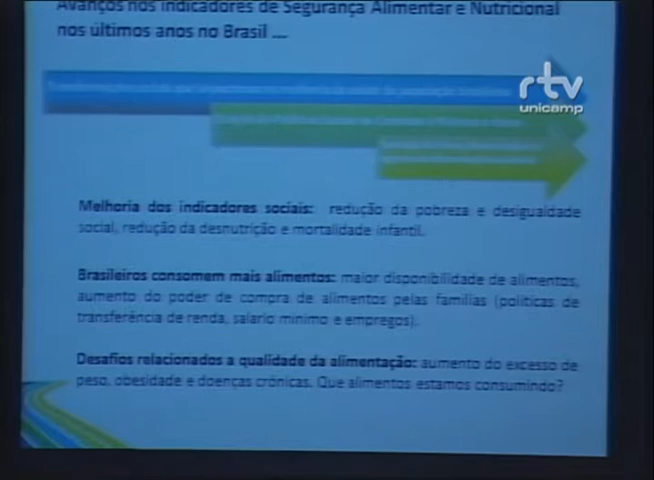 Avanços nos indicadores de Segurança Alimentar e Nutricional
nos últimos anos no Brasil ...
rtv
unicamp
Melhoria dos indicadores sociais: redução da pobreza e desigualdade
social, redução da desnutrição e mortalidade infantil.
Brasileiros consomem mais alimentos: maior disponibilidade de alimentos,
aumento do poder de compra de alimentos pelas famílias (políticas de
transferência de renda, salário mínimo e empregos).
Desafios relacionados a qualidade da alimentação: aumento do excesso de
peso, obesidade e doenças crônicas. Que alimentos estamos consumindo?